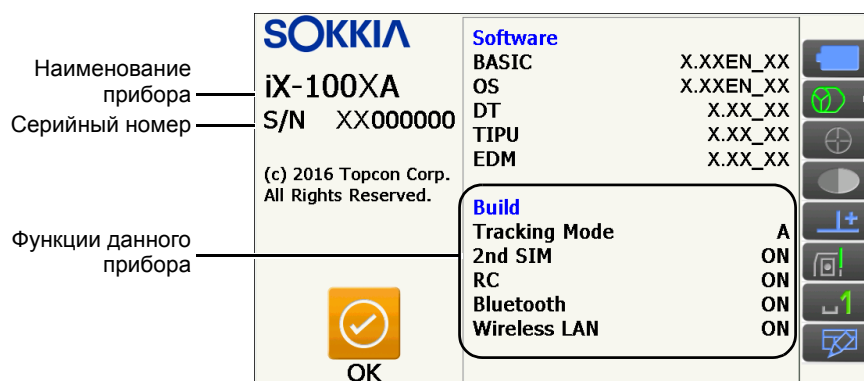 Наименование
прибора
Серийный номер
Функции данного
прибора
SOKKIA
iX-100XA
S/N XX000000
(c) 2016 Topcon Corp.
All Rights Reserved.
OK
Software
BASIC X.XXEN_XX
OS X.XXEN_XX
DT X.XX_XX
TIPU X.XX_XX
EDM X.XX_XX
Build
Tracking Mode A
2nd SIM ON
RC ON
Bluetooth ON
Wireless LAN ON
1